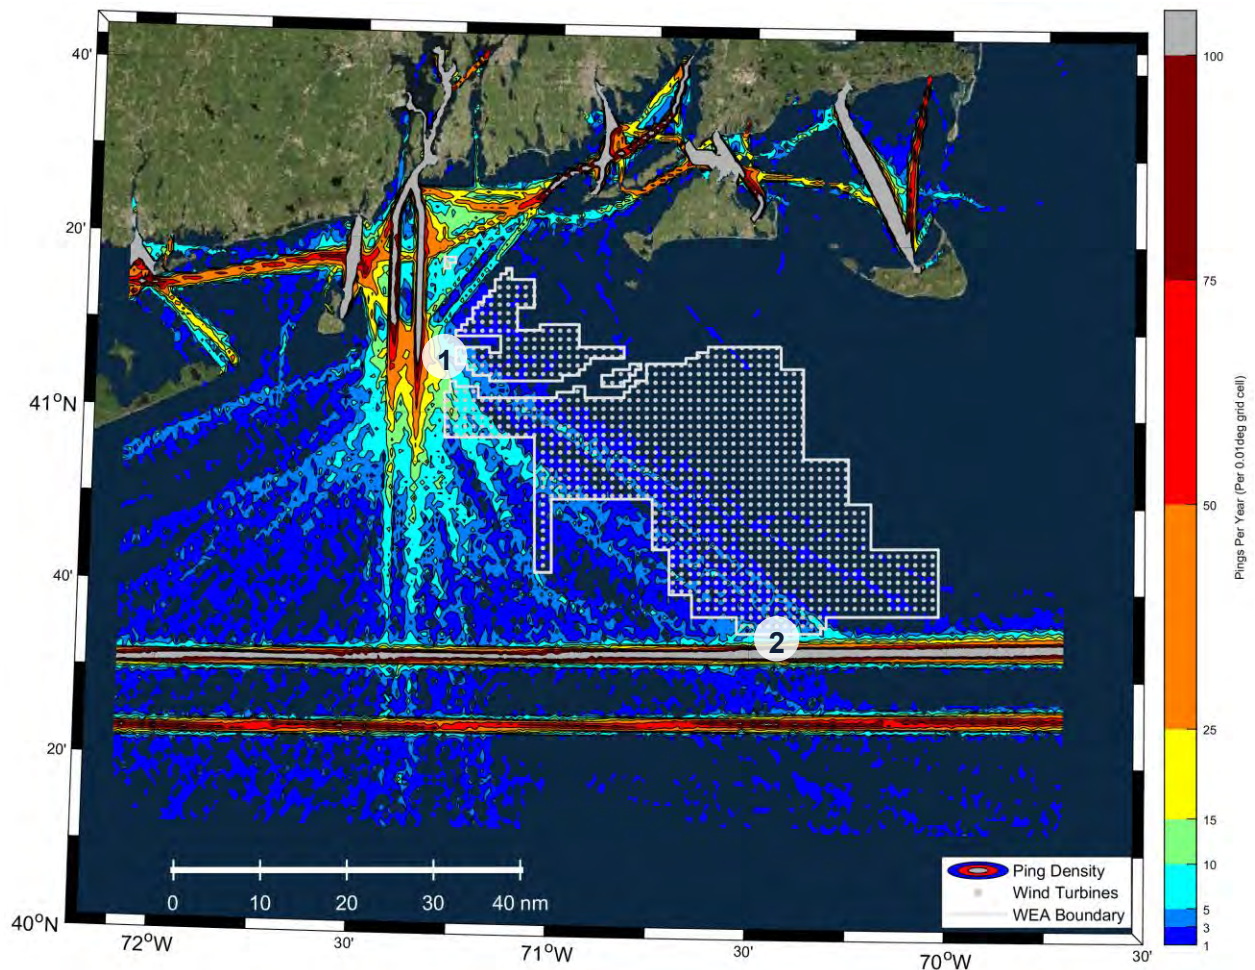 40'
20'
41°N
40'
20'
40°N
72°W
30'
71°W
30'
70°W
30'
F
1
2
0
10
20
30
40 nm
Ping Density
Wind Turbines
WEA Boundary
100
75
50
25
15
10
5
3
1
Pings Per Year (Per 0.01deg grid cell)